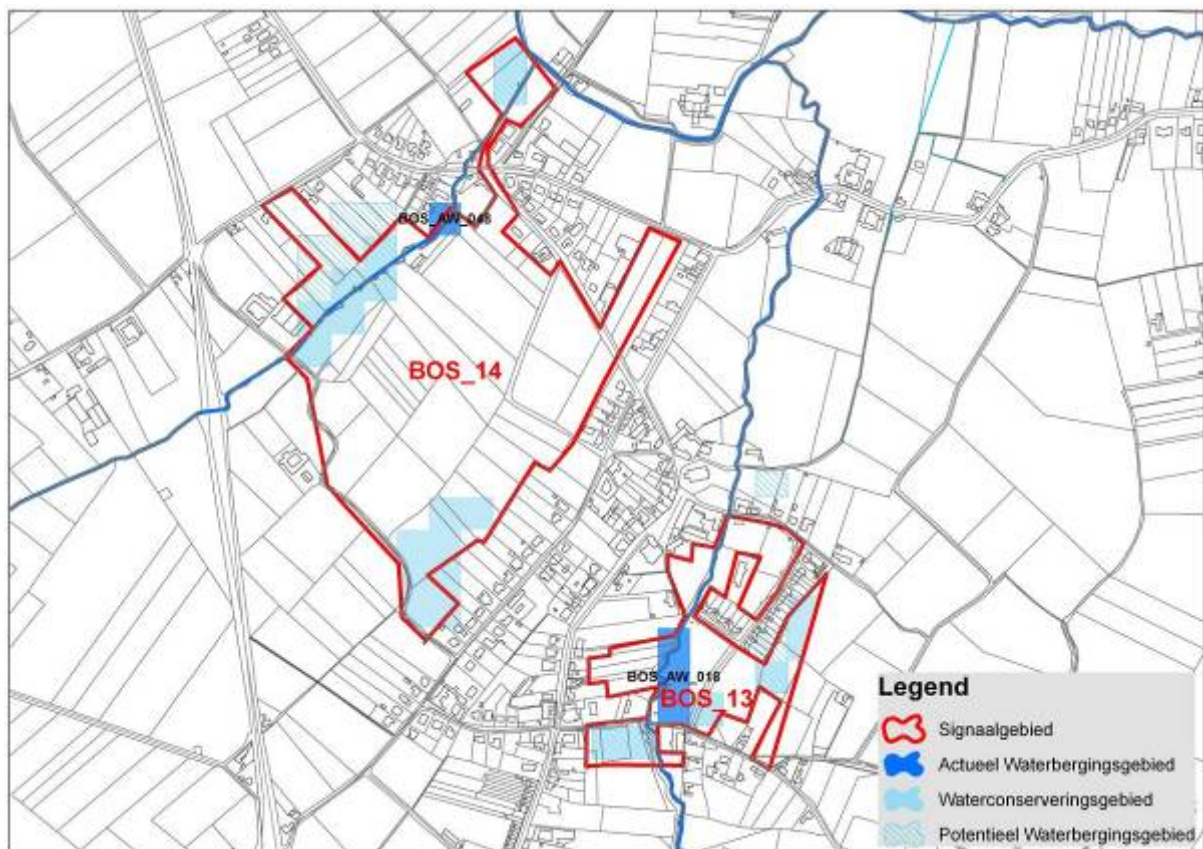 BOS_AW_048
BOS_14
BOS_AW_018
BOS_13
Legend
Signaalgebied
Actueel Waterbergingsgebied
Waterconserveringsgebied
Potentieel Waterbergingsgebied